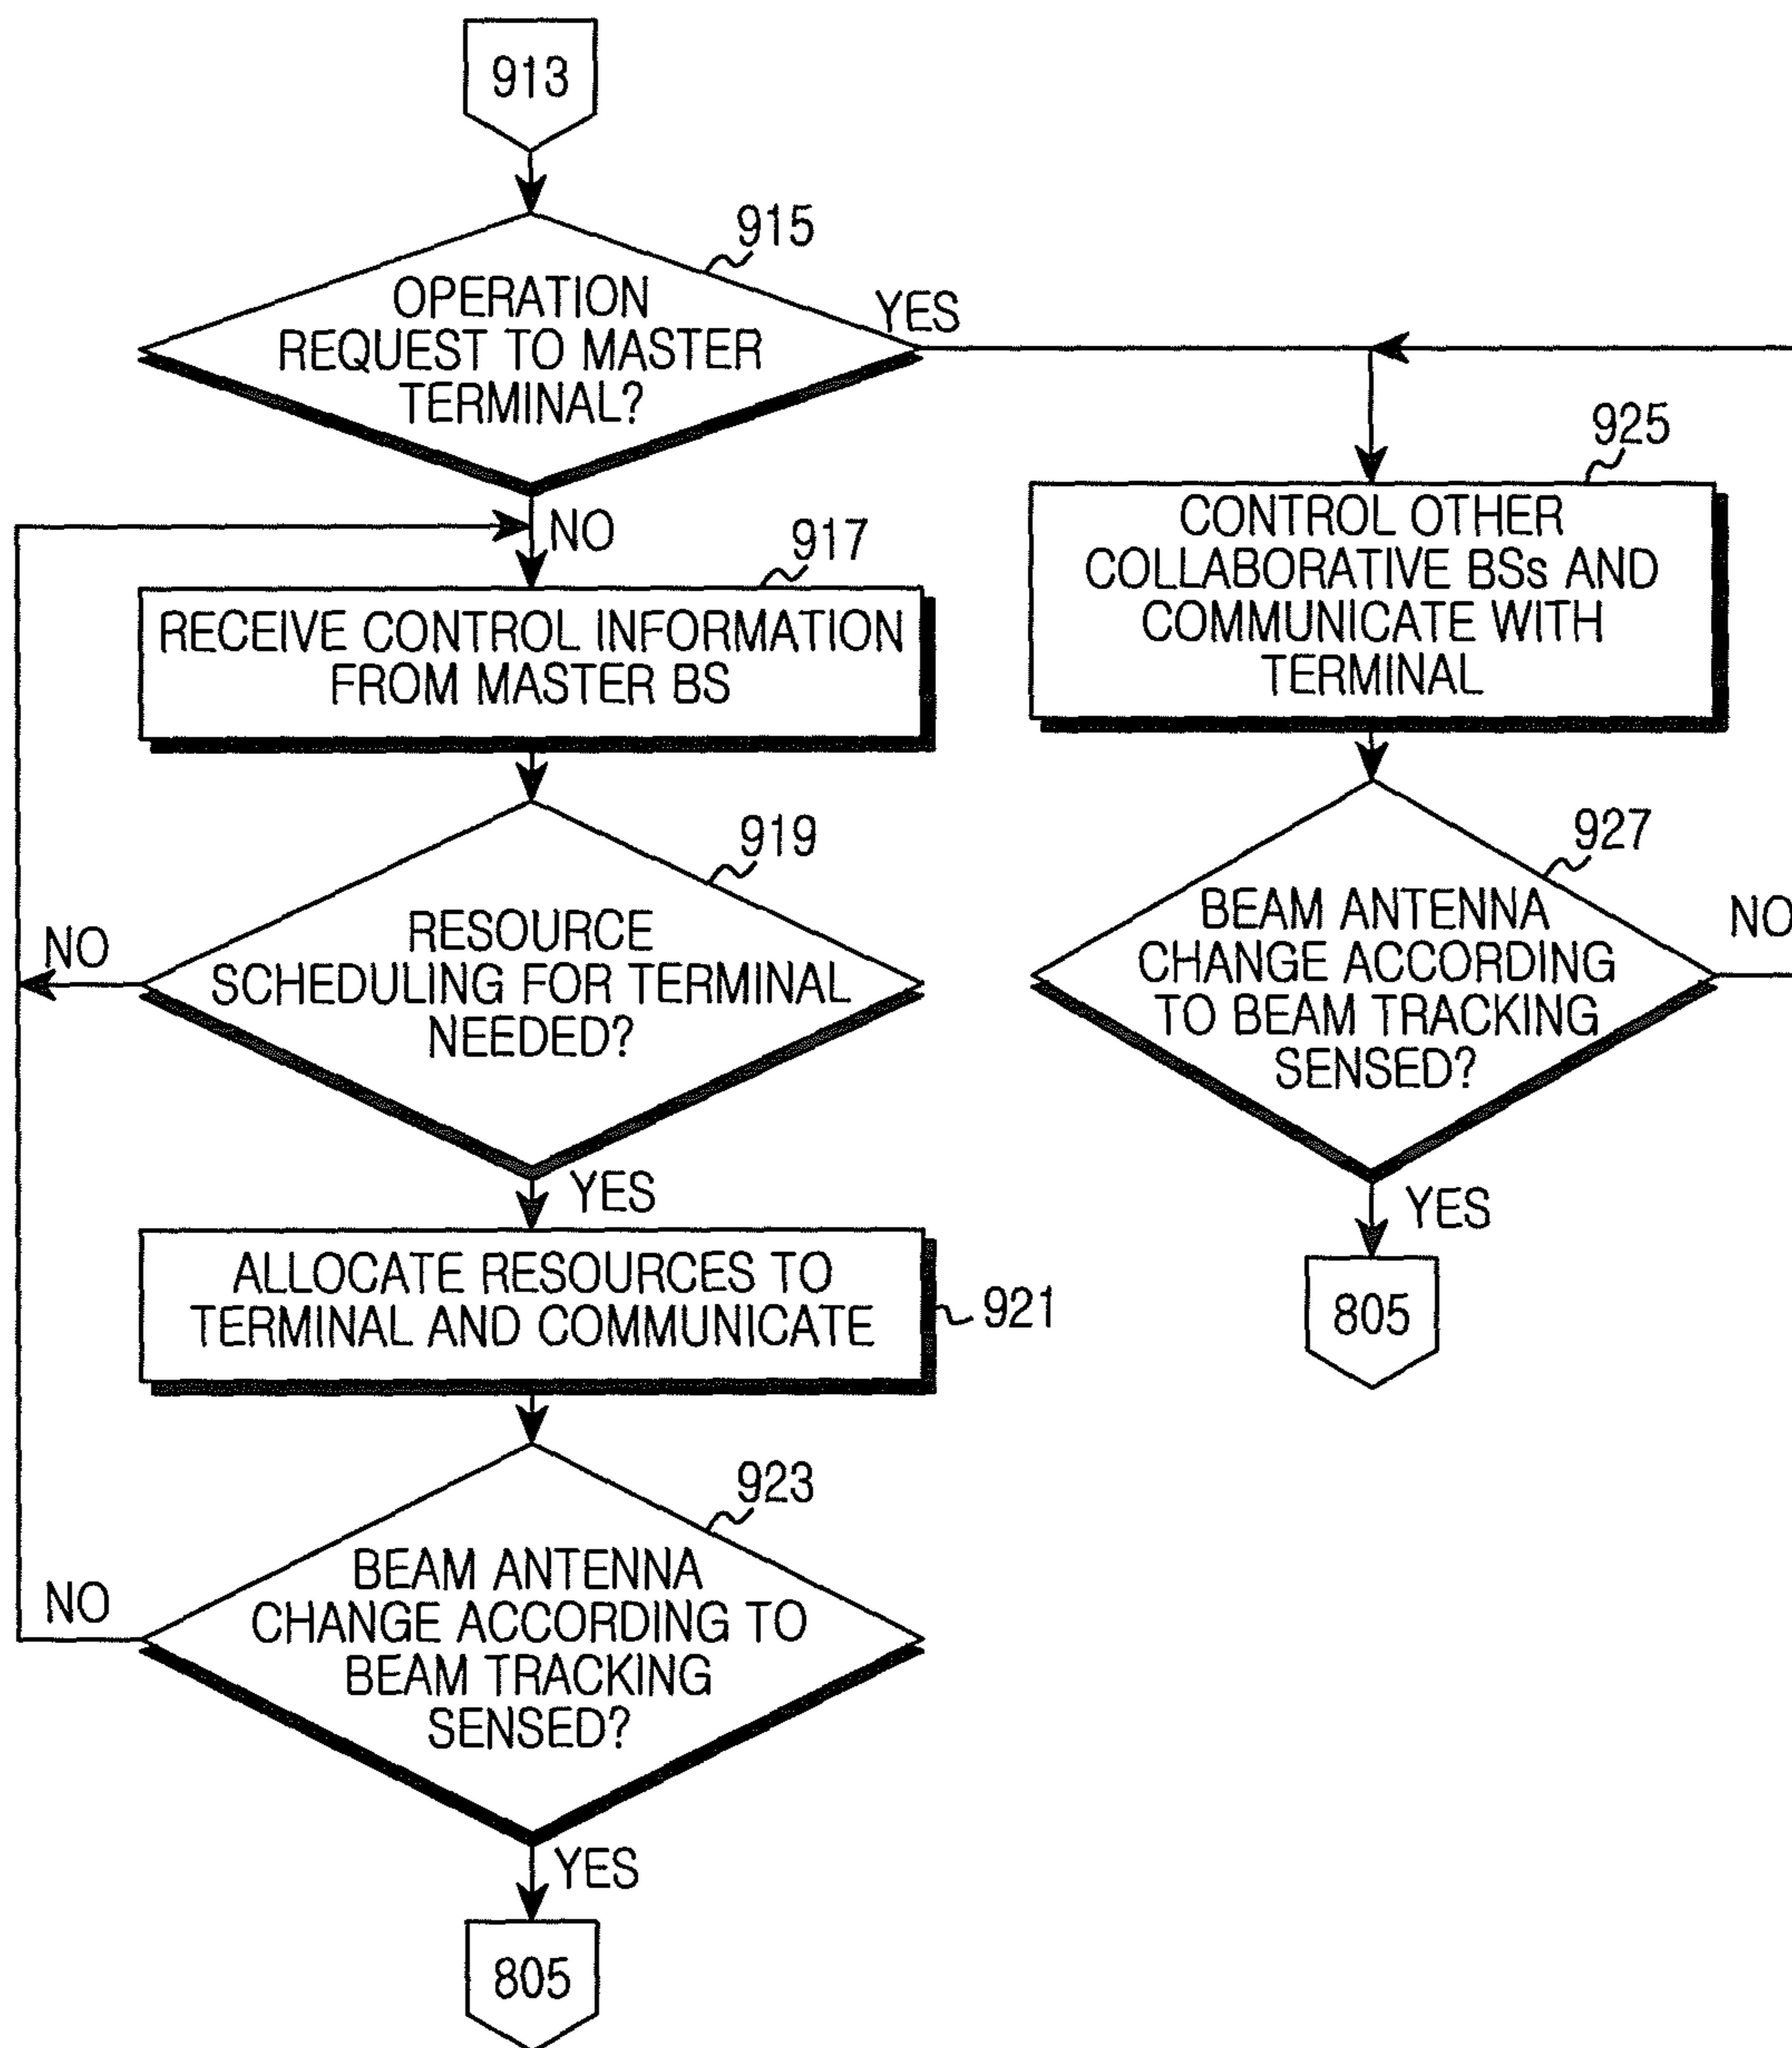 913
915
OPERATION
REQUEST TO MASTER
TERMINAL?
YES
NO
917
RECEIVE CONTROL INFORMATION
FROM MASTER BS
919
RESOURCE
SCHEDULING FOR TERMINAL
NEEDED?
NO
YES
ALLOCATE RESOURCES TO
TERMINAL AND COMMUNICATE
921
923
BEAM ANTENNA
CHANGE ACCORDING TO
BEAM TRACKING
SENSED?
NO
YES
805
925
CONTROL OTHER
COLLABORATIVE BSs AND
COMMUNICATE WITH
TERMINAL
927
BEAM ANTENNA
CHANGE ACCORDING
TO BEAM TRACKING
SENSED?
NO
YES
805